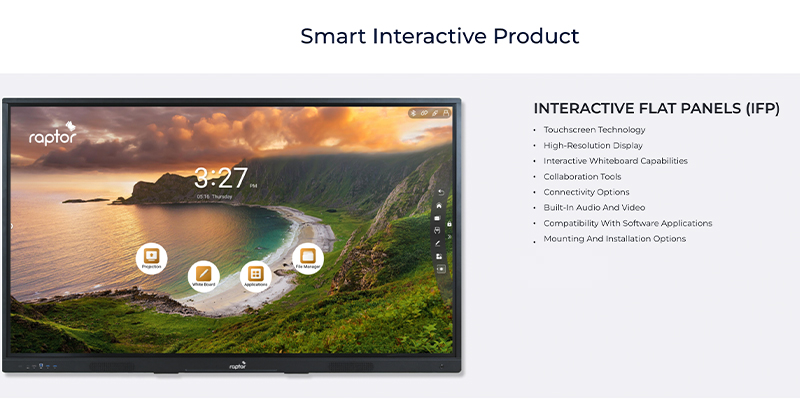 Smart Interactive Product
INTERACTIVE FLAT PANELS (IFP)
• Touchscreen Technology
• High-Resolution Display
• Interactive Whiteboard Capabilities
• Collaboration Tools
• Connectivity Options
• Built-In Audio And Video
• Compatibility With Software Applications
• Mounting And Installation Options
raptor
3:27 PM
05.16 Thursday
Projection
White Board
Applications
File Manager
raptor